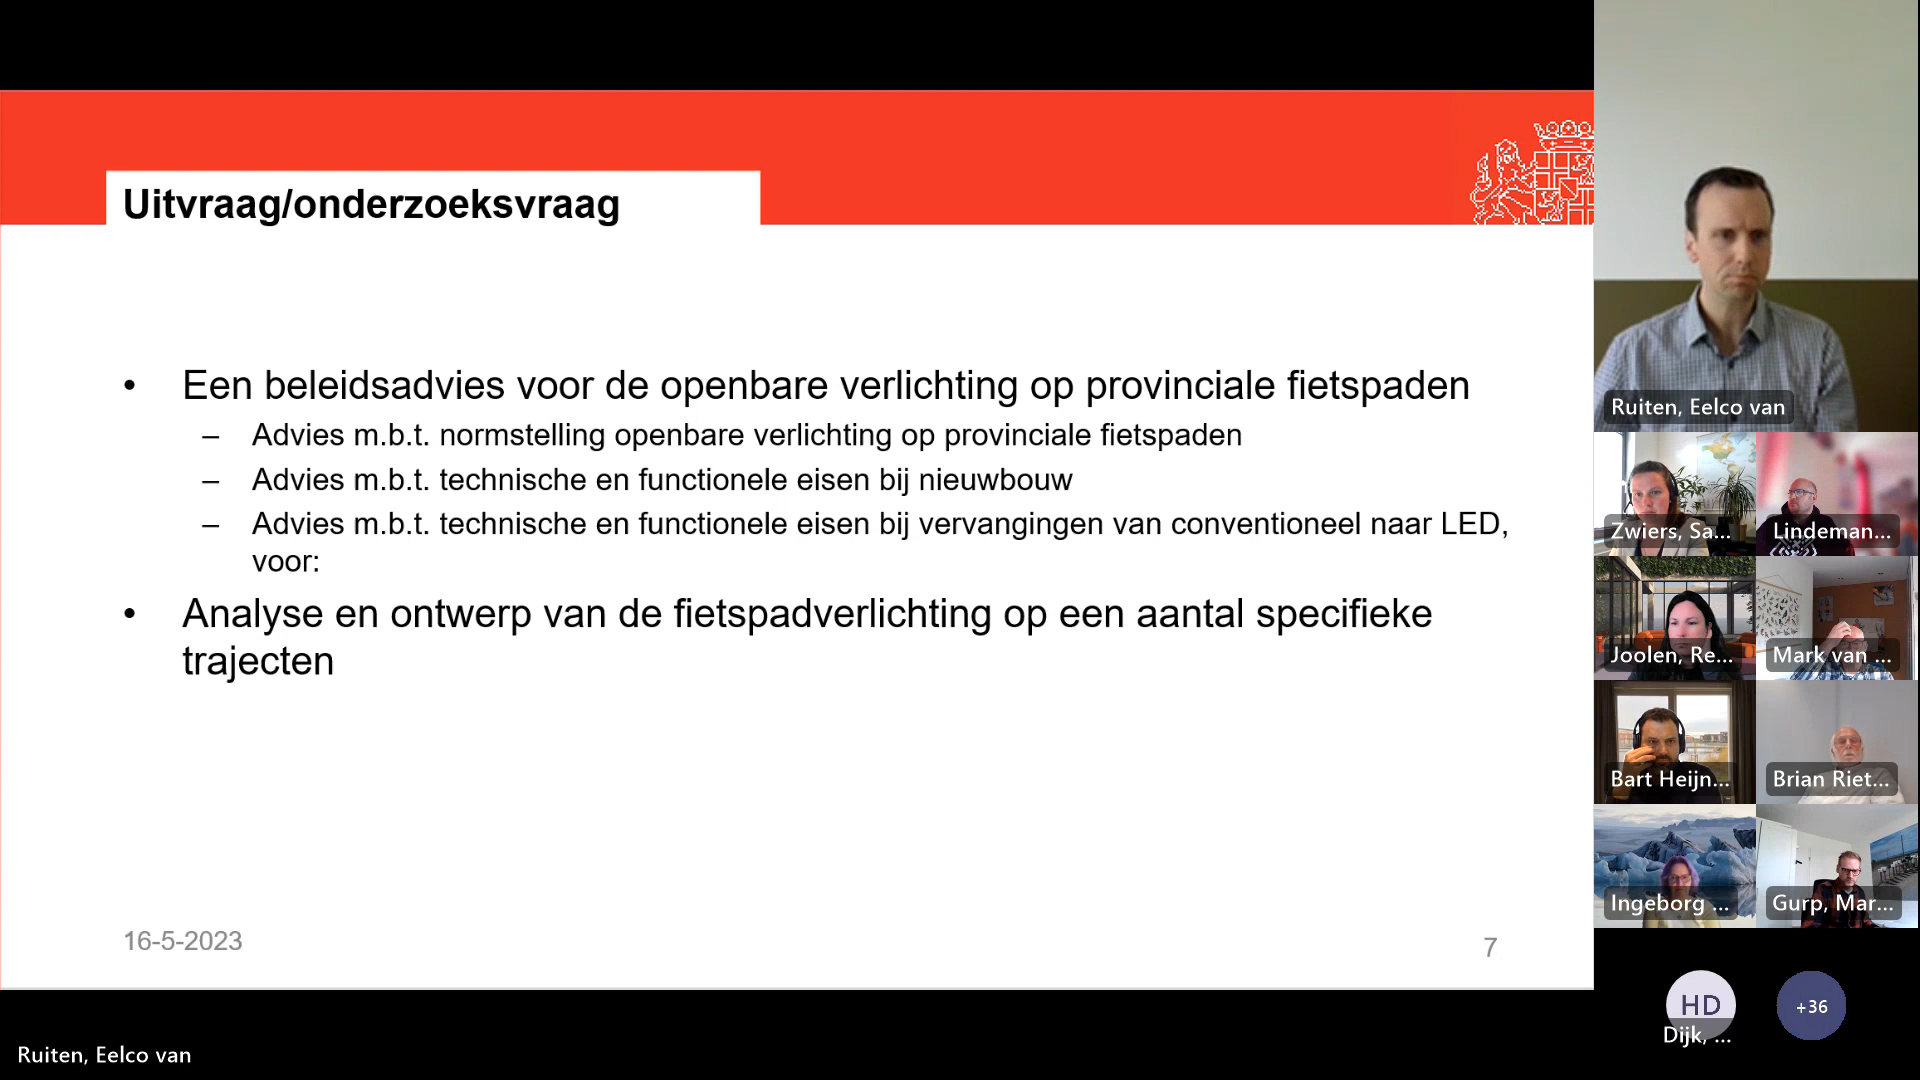 Uitvraag/onderzoeksvraag
• Een beleidsadvies voor de openbare verlichting op provinciale fietspaden
– Advies m.b.t. normstelling openbare verlichting op provinciale fietspaden
– Advies m.b.t. technische en functionele eisen bij nieuwbouw
– Advies m.b.t. technische en functionele eisen bij vervangingen van conventioneel naar LED,
voor:
• Analyse en ontwerp van de fietspadverlichting op een aantal specifieke
trajecten
16-5-2023
7
Ruiten, Eelco van
Zwiers, Sa...
Lindeman...
Joolen, Re...
Mark van ...
Bart Heijn...
Brian Riet...
Ingeborg ...
Gurp, Mar...
HD
Dijk, ...
+36
Ruiten, Eelco van